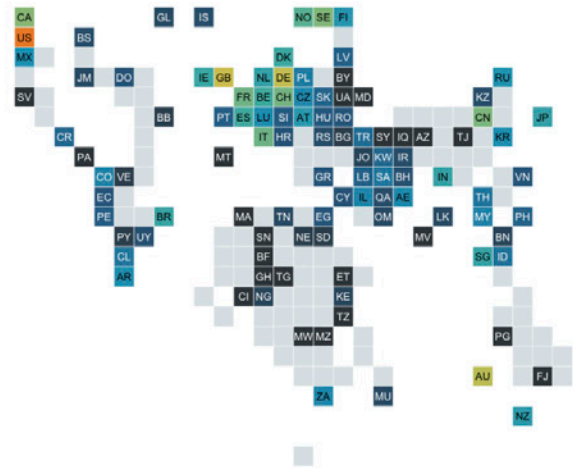 CA GL IS NO SE FI
US BS LV
MX DK
JM DO IE GB NL DE PL BY RU
SV FR BE CH CZ SK UA MD KZ
BB PT ES LU SI AT HU RO CN JP
CR IT HR RS BG TR SY IQ AZ TJ KR
PA MT JO KW IR
CO VE GR LB SA BH IN VN
EC CY IL QA AE TH
PE BR MA TN EG OM LK MY PH
PY UY SN NE SD MV BN
CL BF SG ID
AR GH TG ET
CI NG KE
TZ
MW MZ PG
AU FJ
ZA MU
NZ